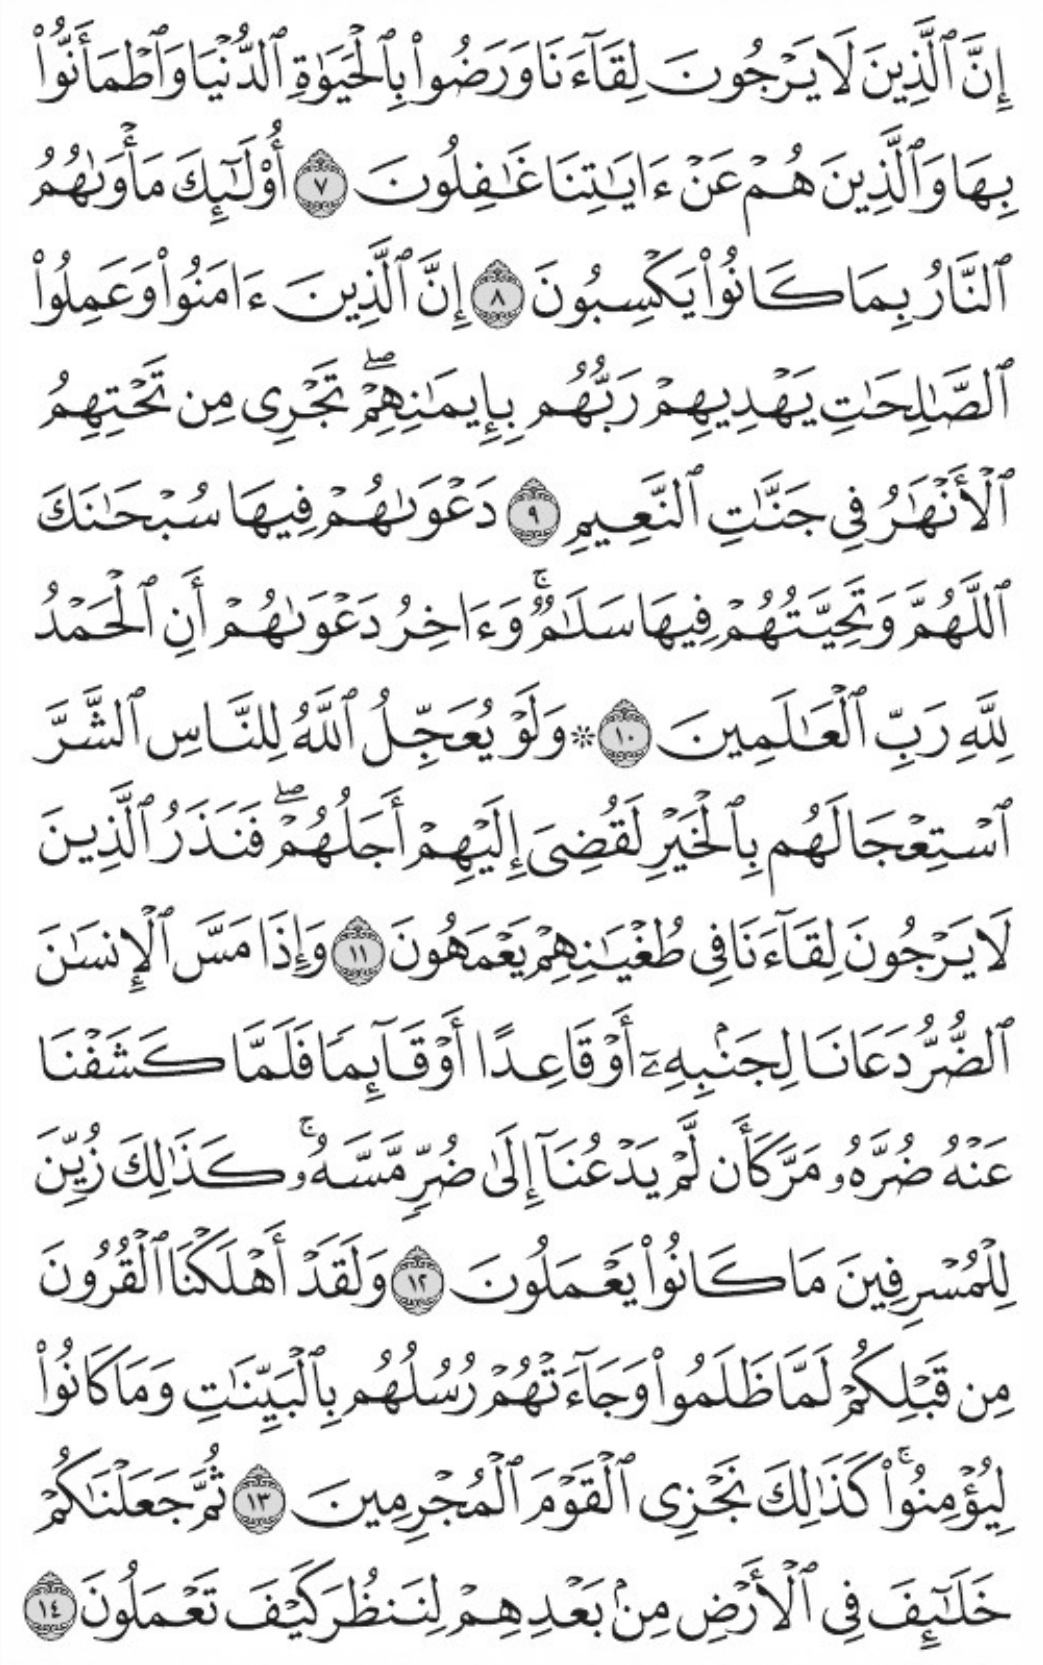 إِنَّ ٱلَّذِينَ لَا يَرْجُونَ لِقَآءَنَا وَرَضُوا۟ بِٱلْحَيَوٰةِ ٱلدُّنْيَا وَٱطْمَأَنُّوا۟
بِهَا وَٱلَّذِينَ هُمْ عَنْ ءَايَـٰتِنَا غَـٰفِلُونَ ٧ أُو۟لَـٰٓئِكَ مَأْوَىٰهُمُ
ٱلنَّارُ بِمَا كَانُوا۟ يَكْسِبُونَ ٨ إِنَّ ٱلَّذِينَ ءَامَنُوا۟ وَعَمِلُوا۟
ٱلصَّـٰلِحَـٰتِ يَهْدِيهِمْ رَبُّهُم بِإِيمَـٰنِهِمْ ۖ تَجْرِى مِن تَحْتِهِمُ
ٱلْأَنْهَـٰرُ فِى جَنَّـٰتِ ٱلنَّعِيمِ ٩ دَعْوَىٰهُمْ فِيهَا سُبْحَـٰنَكَ
ٱللَّهُمَّ وَتَحِيَّتُهُمْ فِيهَا سَلَـٰمٌ ۚ وَءَاخِرُ دَعْوَىٰهُمْ أَنِ ٱلْحَمْدُ
لِلَّهِ رَبِّ ٱلْعَـٰلَمِينَ ١٠ ۞ وَلَوْ يُعَجِّلُ ٱللَّهُ لِلنَّاسِ ٱلشَّرَّ
ٱسْتِعْجَالَهُم بِٱلْخَيْرِ لَقُضِىَ إِلَيْهِمْ أَجَلُهُمْ ۖ فَنَذَرُ ٱلَّذِينَ
لَا يَرْجُونَ لِقَآءَنَا فِى طُغْيَـٰنِهِمْ يَعْمَهُونَ ١١ وَإِذَا مَسَّ ٱلْإِنسَـٰنَ
ٱلضُّرُّ دَعَانَا لِجَنۢبِهِۦٓ أَوْ قَاعِدًا أَوْ قَآئِمًا فَلَمَّا كَشَفْنَا
عَنْهُ ضُرَّهُۥ مَرَّ كَأَن لَّمْ يَدْعُنَآ إِلَىٰ ضُرٍّ مَّسَّهُۥ ۚ كَذَٰلِكَ زُيِّنَ
لِلْمُسْرِفِينَ مَا كَانُوا۟ يَعْمَلُونَ ١٢ وَلَقَدْ أَهْلَكْنَا ٱلْقُرُونَ
مِن قَبْلِكُمْ لَمَّا ظَلَمُوا۟ وَجَآءَتْهُمْ رُسُلُهُم بِٱلْبَيِّنَـٰتِ وَمَا كَانُوا۟
لِيُؤْمِنُوا۟ ۚ كَذَٰلِكَ نَجْزِى ٱلْقَوْمَ ٱلْمُجْرِمِينَ ١٣ ثُمَّ جَعَلْنَـٰكُمْ
خَلَـٰٓئِفَ فِى ٱلْأَرْضِ مِنۢ بَعْدِهِمْ لِنَنظُرَ كَيْفَ تَعْمَلُونَ ١٤